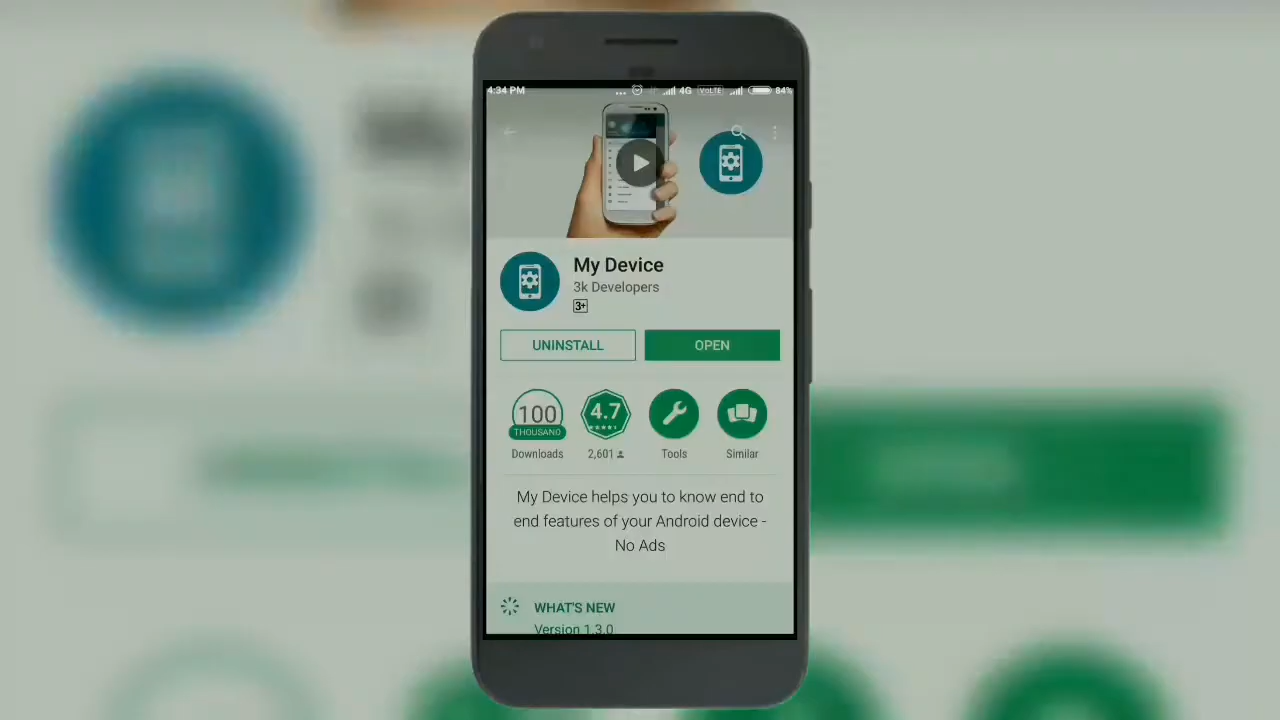 4:34 PM
... 4G VoLTE 84%
My Device
3k Developers
3+
UNINSTALL
OPEN
100
THOUSAND
4.7
Downloads
2,601
Tools
Similar
My Device helps you to know end to
end features of your Android device -
No Ads
WHAT'S NEW
Version 1.3.0